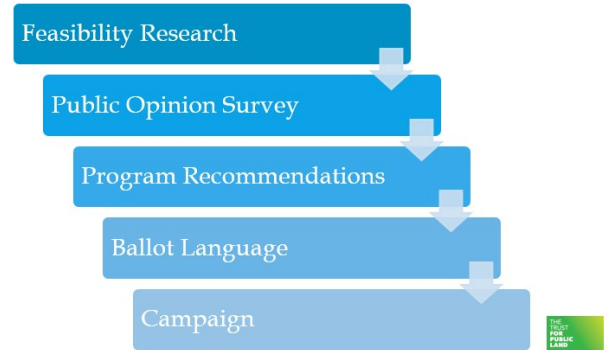 Feasibility Research
Public Opinion Survey
Program Recommendations
Ballot Language
Campaign
THE
TRUST
FOR
PUBLIC
LAND